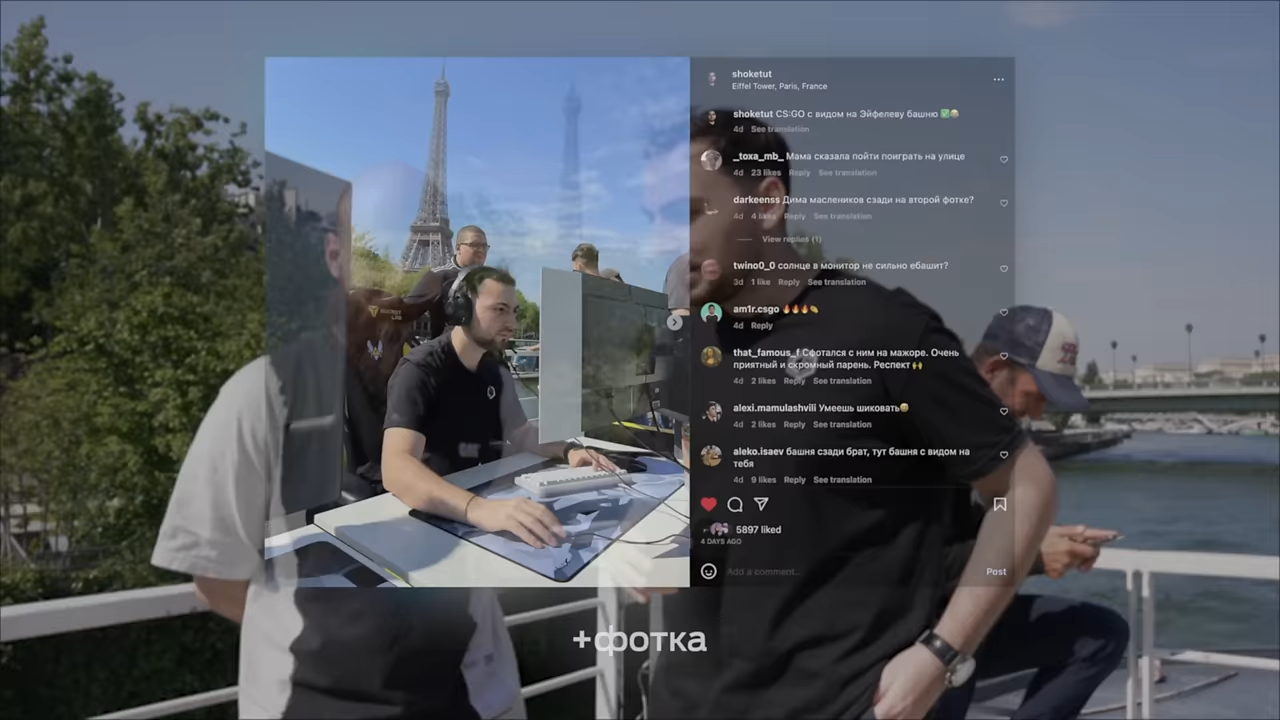 shoketut
Eiffel Tower, Paris, France
shoketut CS:GO с видом на Эйфелеву башню ✅😂
4d See translation
_toxa_mb_ Мама сказала пойти поиграть на улице
4d 23 likes Reply See translation
darkeenss Дима маслеников сзади на второй фотке?
4d 4 likes Reply See translation
View replies (1)
twino0_0 солнце в монитор не сильно ебашит?
3d 1 like Reply See translation
am1r.csgo 🔥🔥🔥
4d Reply
that_famous_f Сфотался с ним на мажоре. Очень
приятный и скромный парень. Респект🙌
4d 2 likes Reply See translation
alexi.mamulashvili Умеешь шиковать😅
4d 2 likes Reply See translation
aleko.isaev башня сзади брат, тут башня с видом на
тебя
4d 9 likes Reply See translation
5897 liked
4 DAYS AGO
Add a comment...
Post
+фотка